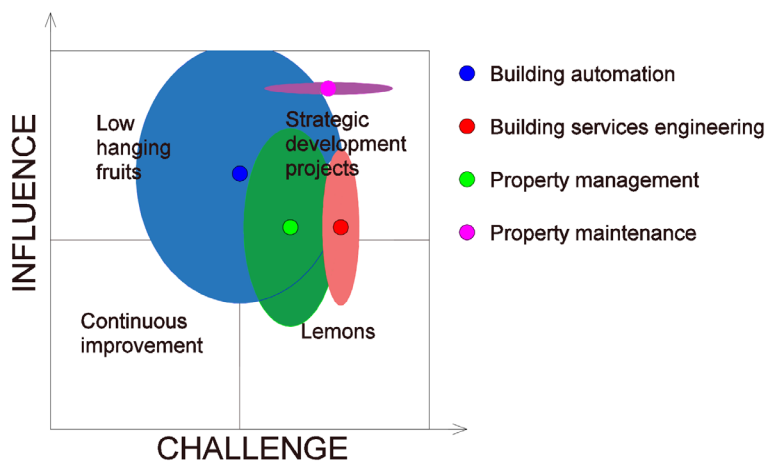 INFLUENCE
Low
hanging
fruits
Strategic
development
projects
Continuous
improvement
Lemons
CHALLENGE
Building automation
Building services engineering
Property management
Property maintenance